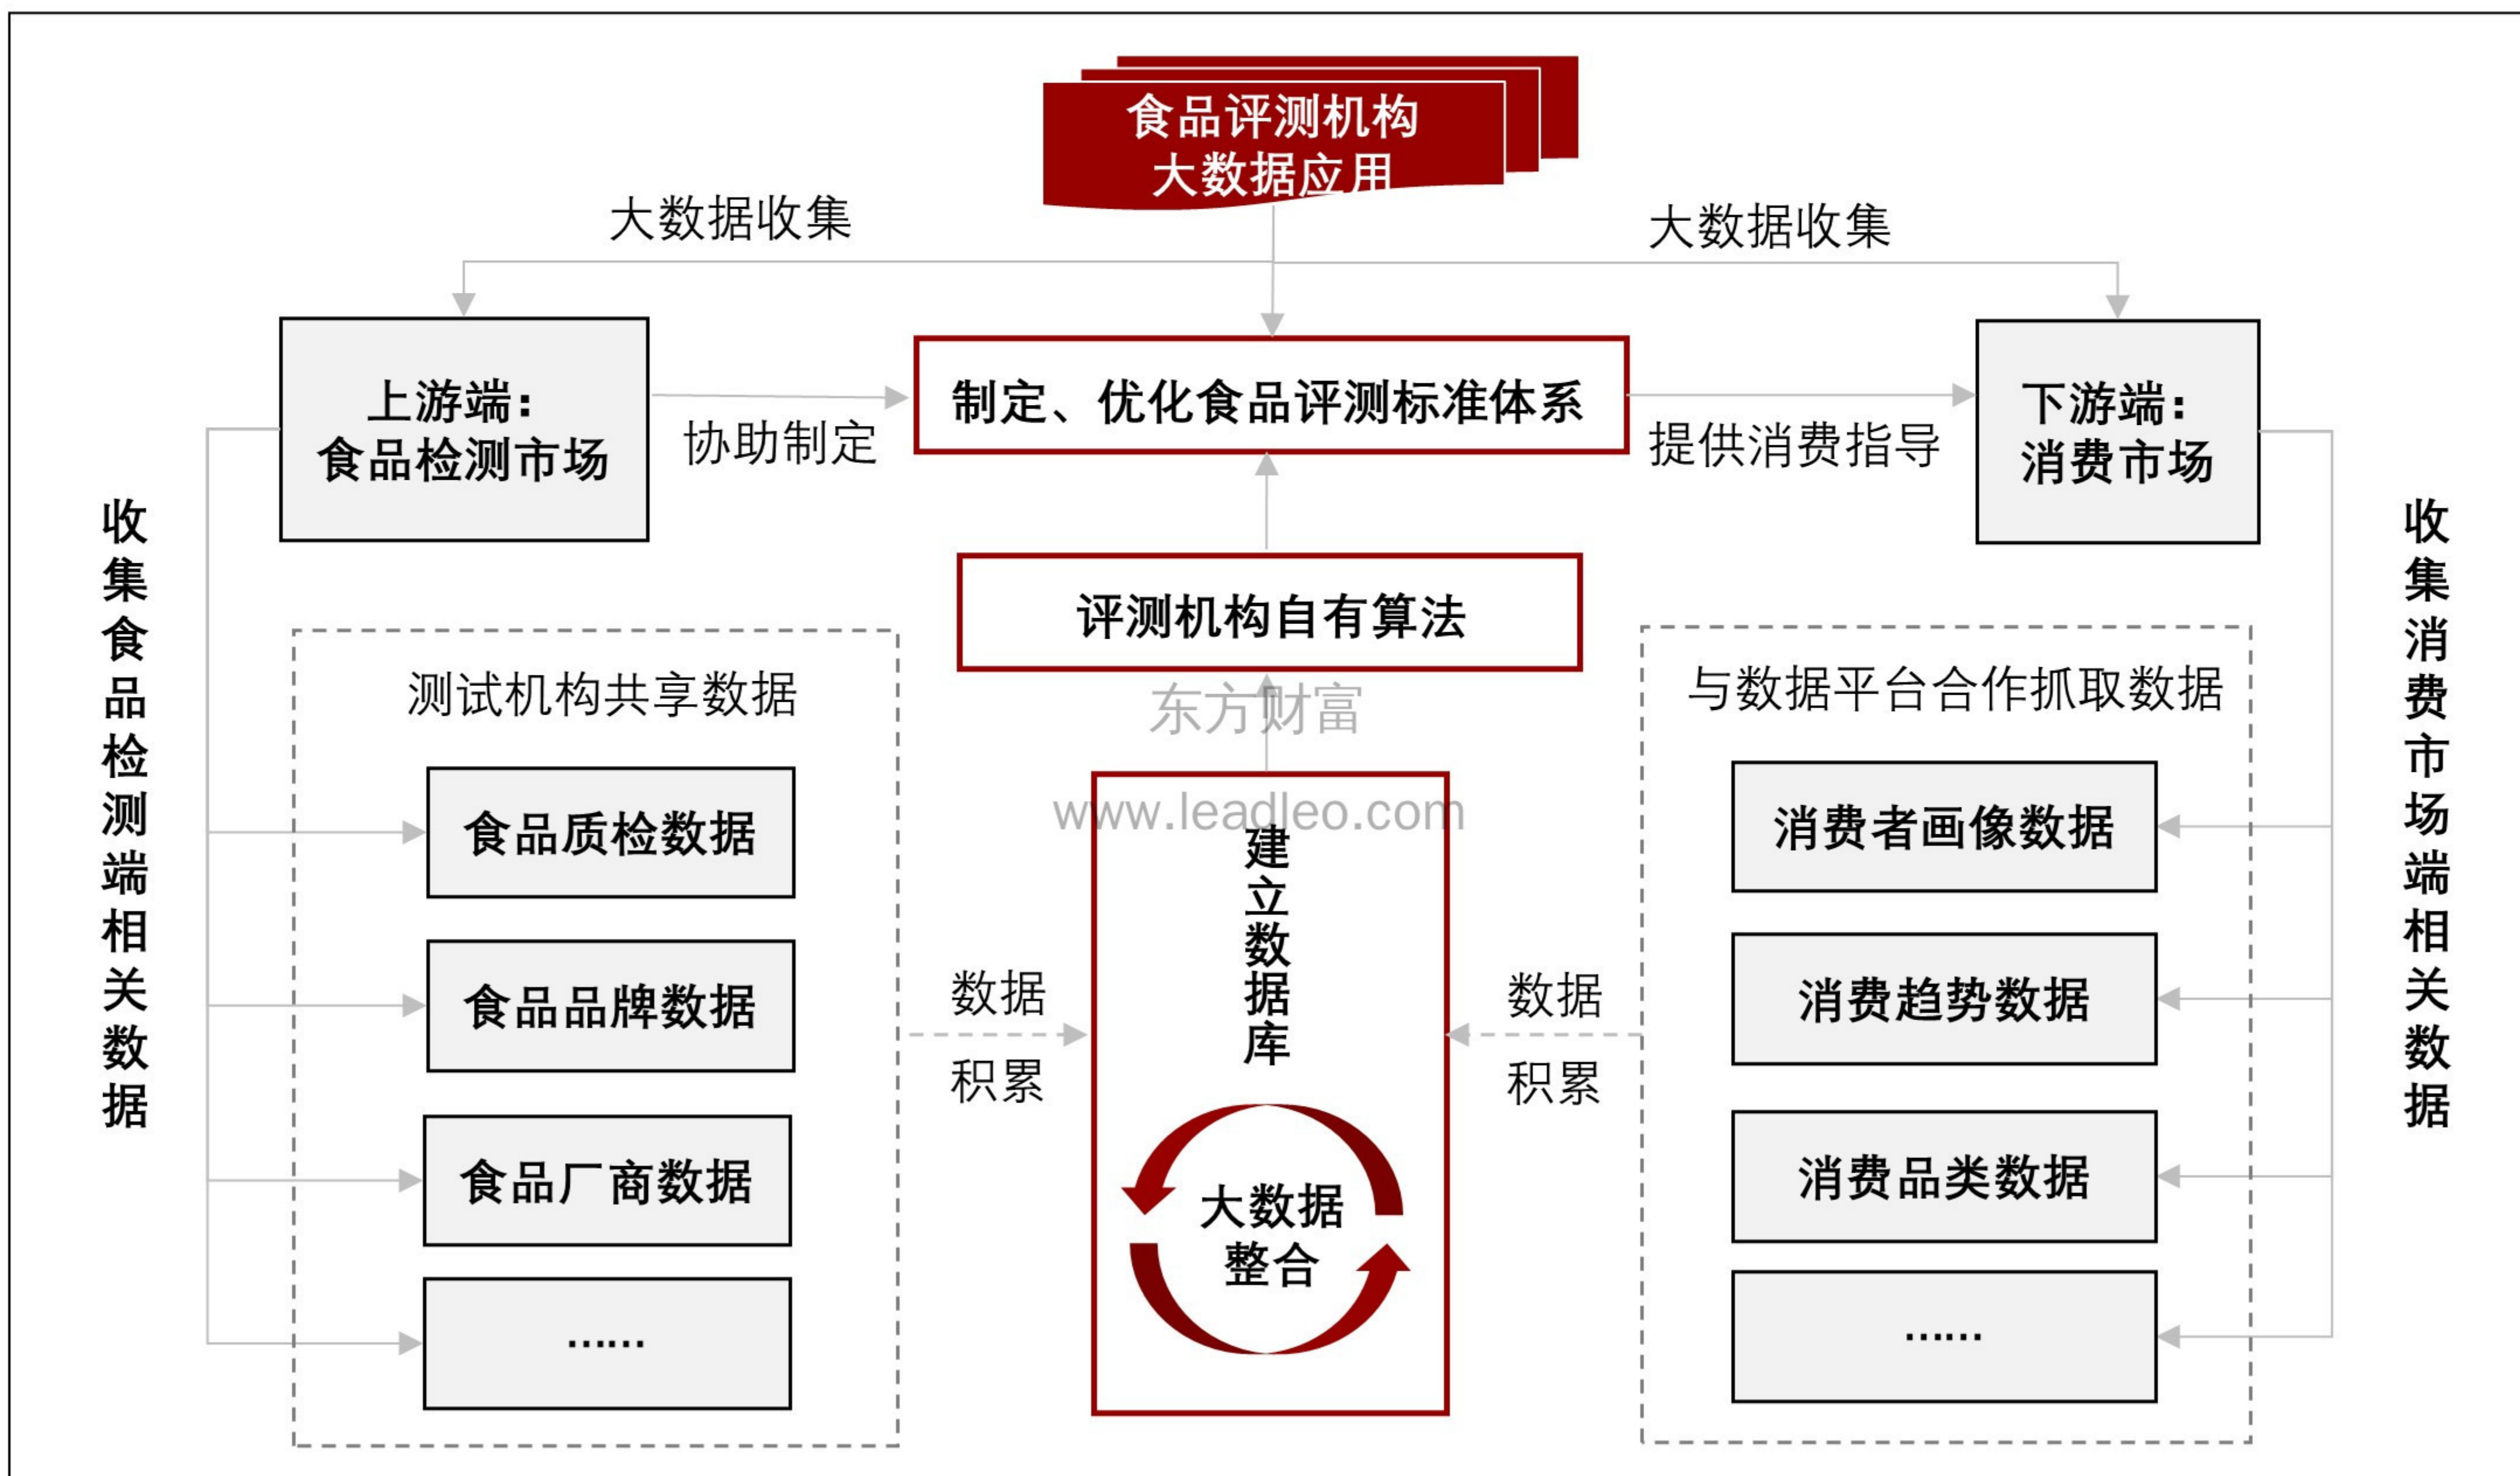 食品评测机构
大数据应用
大数据收集
大数据收集
上游端：
食品检测市场
协助制定
制定、优化食品评测标准体系
提供消费指导
下游端：
消费市场
收集食品检测端相关数据
测试机构共享数据
食品质检数据
食品品牌数据
食品厂商数据
……
数据
积累
评测机构自有算法
东方财富
www.leadleo.com
建立数据库
大数据
整合
数据
积累
与数据平台合作抓取数据
消费者画像数据
消费趋势数据
消费品类数据
……
收集消费市场端相关数据